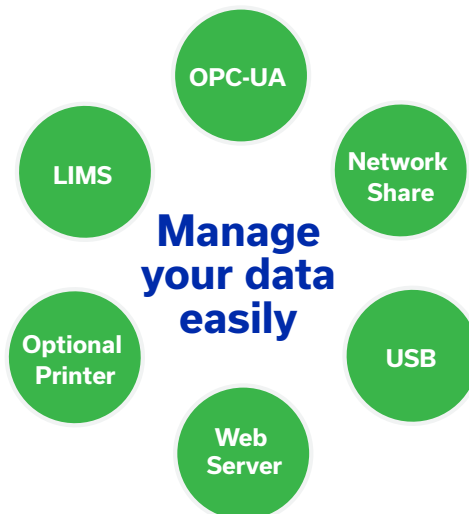 OPC-UA
LIMS
Network
Share
Manage
your data
easily
Optional
Printer
USB
Web
Server